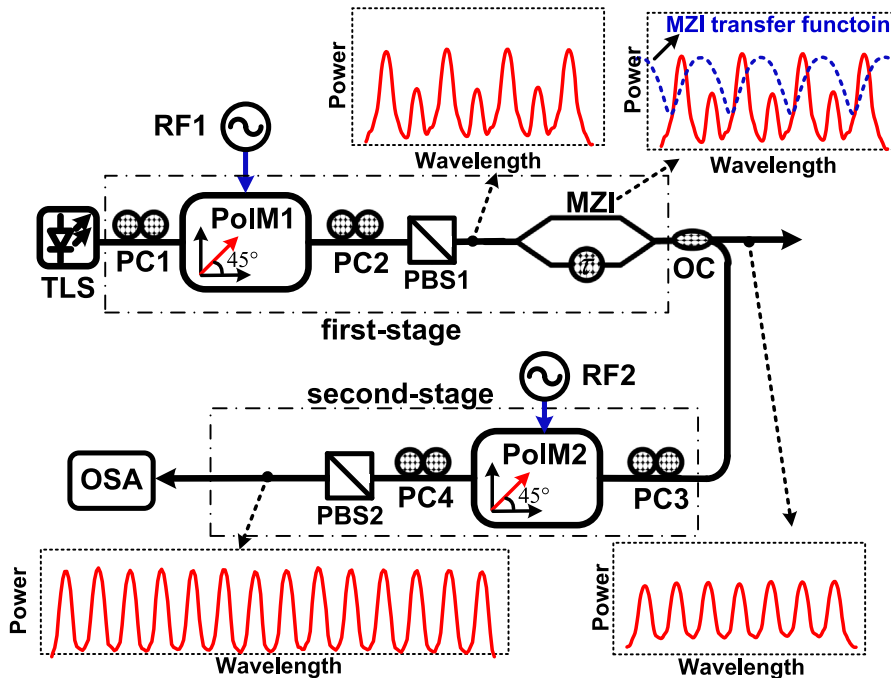 Power
Wavelength
MZI transfer functoin
Power
Wavelength
RF1
PolM1
45°
MZI
τ
TLS
PC1
PC2
PBS1
OC
first-stage
second-stage
RF2
OSA
PBS2
PC4
PolM2
45°
PC3
Power
Wavelength
Power
Wavelength